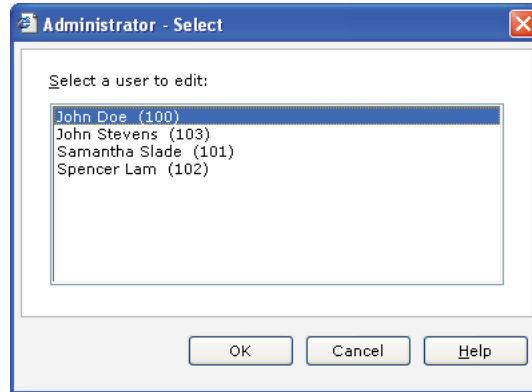 Administrator - Select
Select a user to edit:
John Doe (100)
John Stevens (103)
Samantha Slade (101)
Spencer Lam (102)
OK Cancel Help